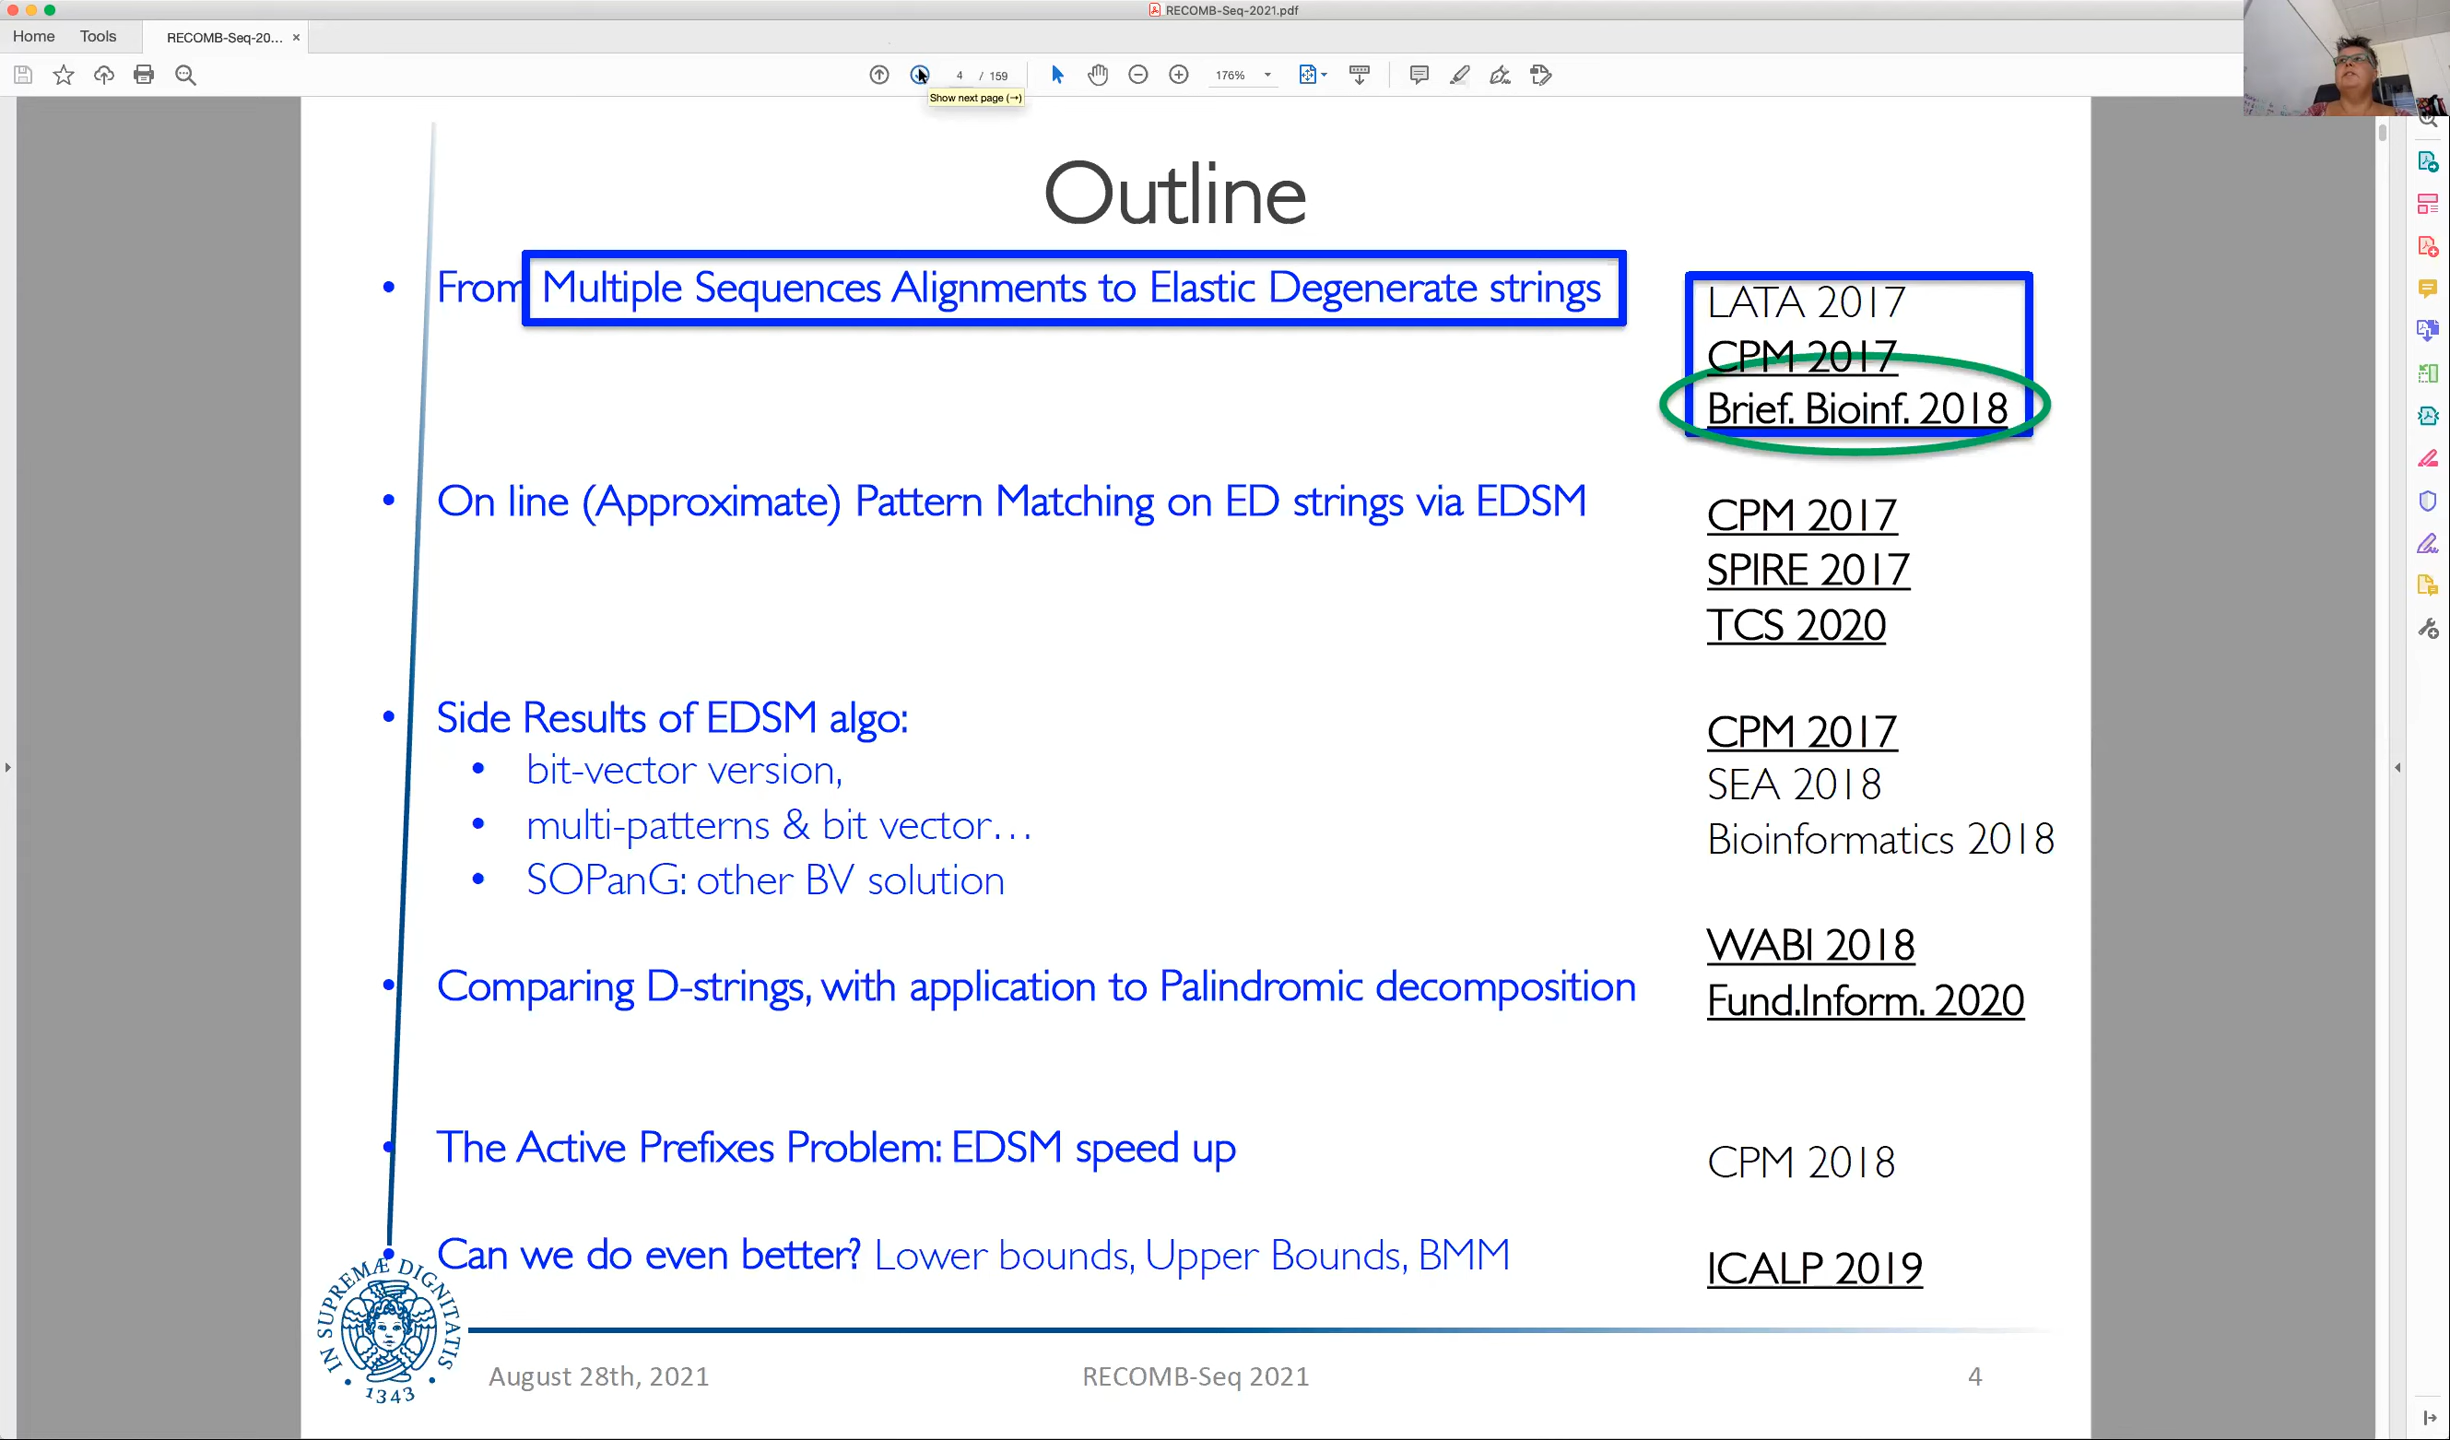 RECOMB-Seq-2021.pdf
Home Tools RECOMB-Seq-20... ×
4 / 159 176%
Show next page (→)
Outline
• From Multiple Sequences Alignments to Elastic Degenerate strings
LATA 2017
CPM 2017
Brief. Bioinf. 2018
• On line (Approximate) Pattern Matching on ED strings via EDSM
CPM 2017
SPIRE 2017
TCS 2020
• Side Results of EDSM algo:
• bit-vector version,
• multi-patterns & bit vector…
• SOPanG: other BV solution
CPM 2017
SEA 2018
Bioinformatics 2018
• Comparing D-strings, with application to Palindromic decomposition
WABI 2018
Fund.Inform. 2020
• The Active Prefixes Problem: EDSM speed up
CPM 2018
• Can we do even better? Lower bounds, Upper Bounds, BMM
ICALP 2019
IN SUPREMÆ DIGNITATIS
• 1343 •
August 28th, 2021
RECOMB-Seq 2021
4